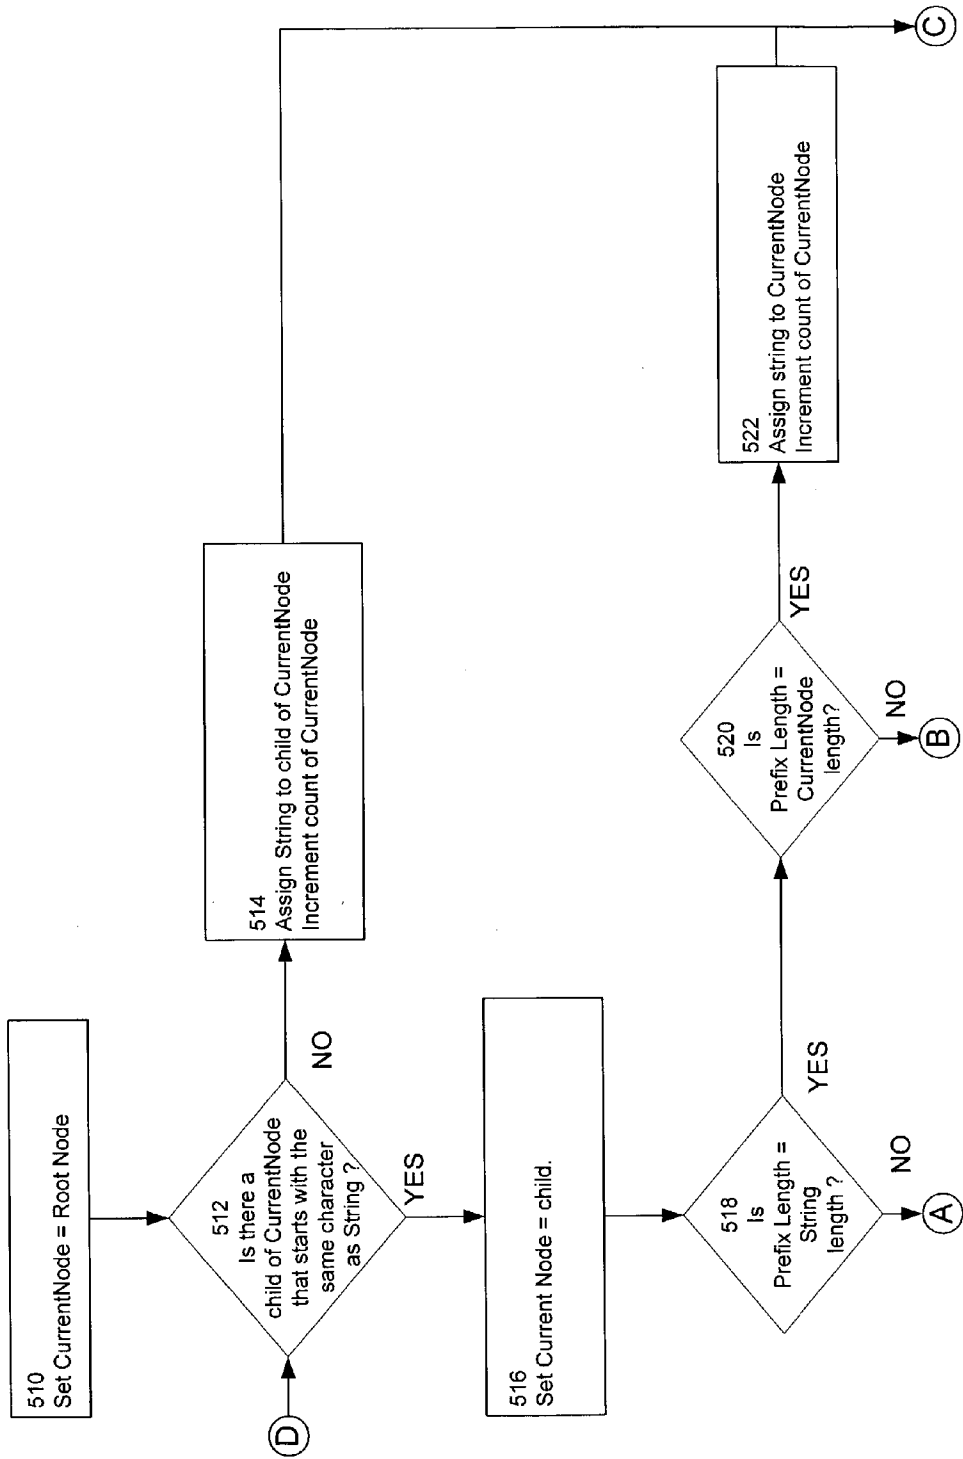 510
Set CurrentNode = Root Node
D
512
Is there a
child of CurrentNode
that starts with the
same character
as String ?
NO
YES
514
Assign String to child of CurrentNode
Increment count of CurrentNode
516
Set Current Node = child.
518
Is
Prefix Length =
String
length ?
YES
NO
A
520
Is
Prefix Length =
CurrentNode
length?
YES
NO
B
522
Assign string to CurrentNode
Increment count of CurrentNode
C